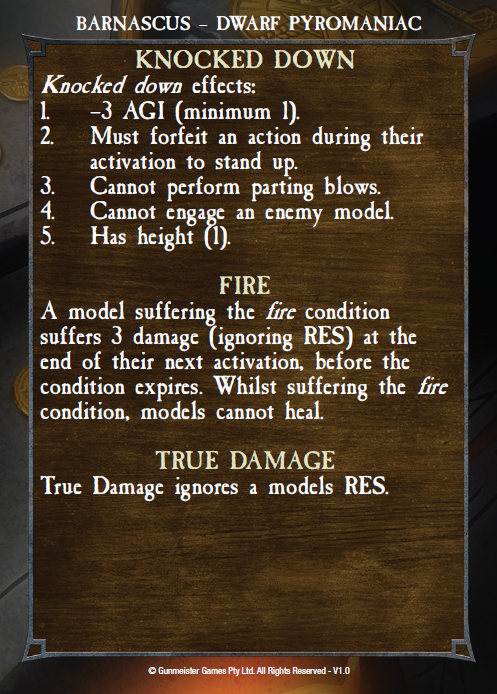 BARNASCUS – DWARF PYROMANIAC
KNOCKED DOWN
Knocked down effects:
1. –3 AGI (minimum 1).
2. Must forfeit an action during their
activation to stand up.
3. Cannot perform parting blows.
4. Cannot engage an enemy model.
5. Has height (1).
FIRE
A model suffering the fire condition
suffers 3 damage (ignoring RES) at the
end of their next activation, before the
condition expires. Whilst suffering the fire
condition, models cannot heal.
TRUE DAMAGE
True Damage ignores a models RES.
© Gunmeister Games Pty Ltd. All Rights Reserved - V1.0